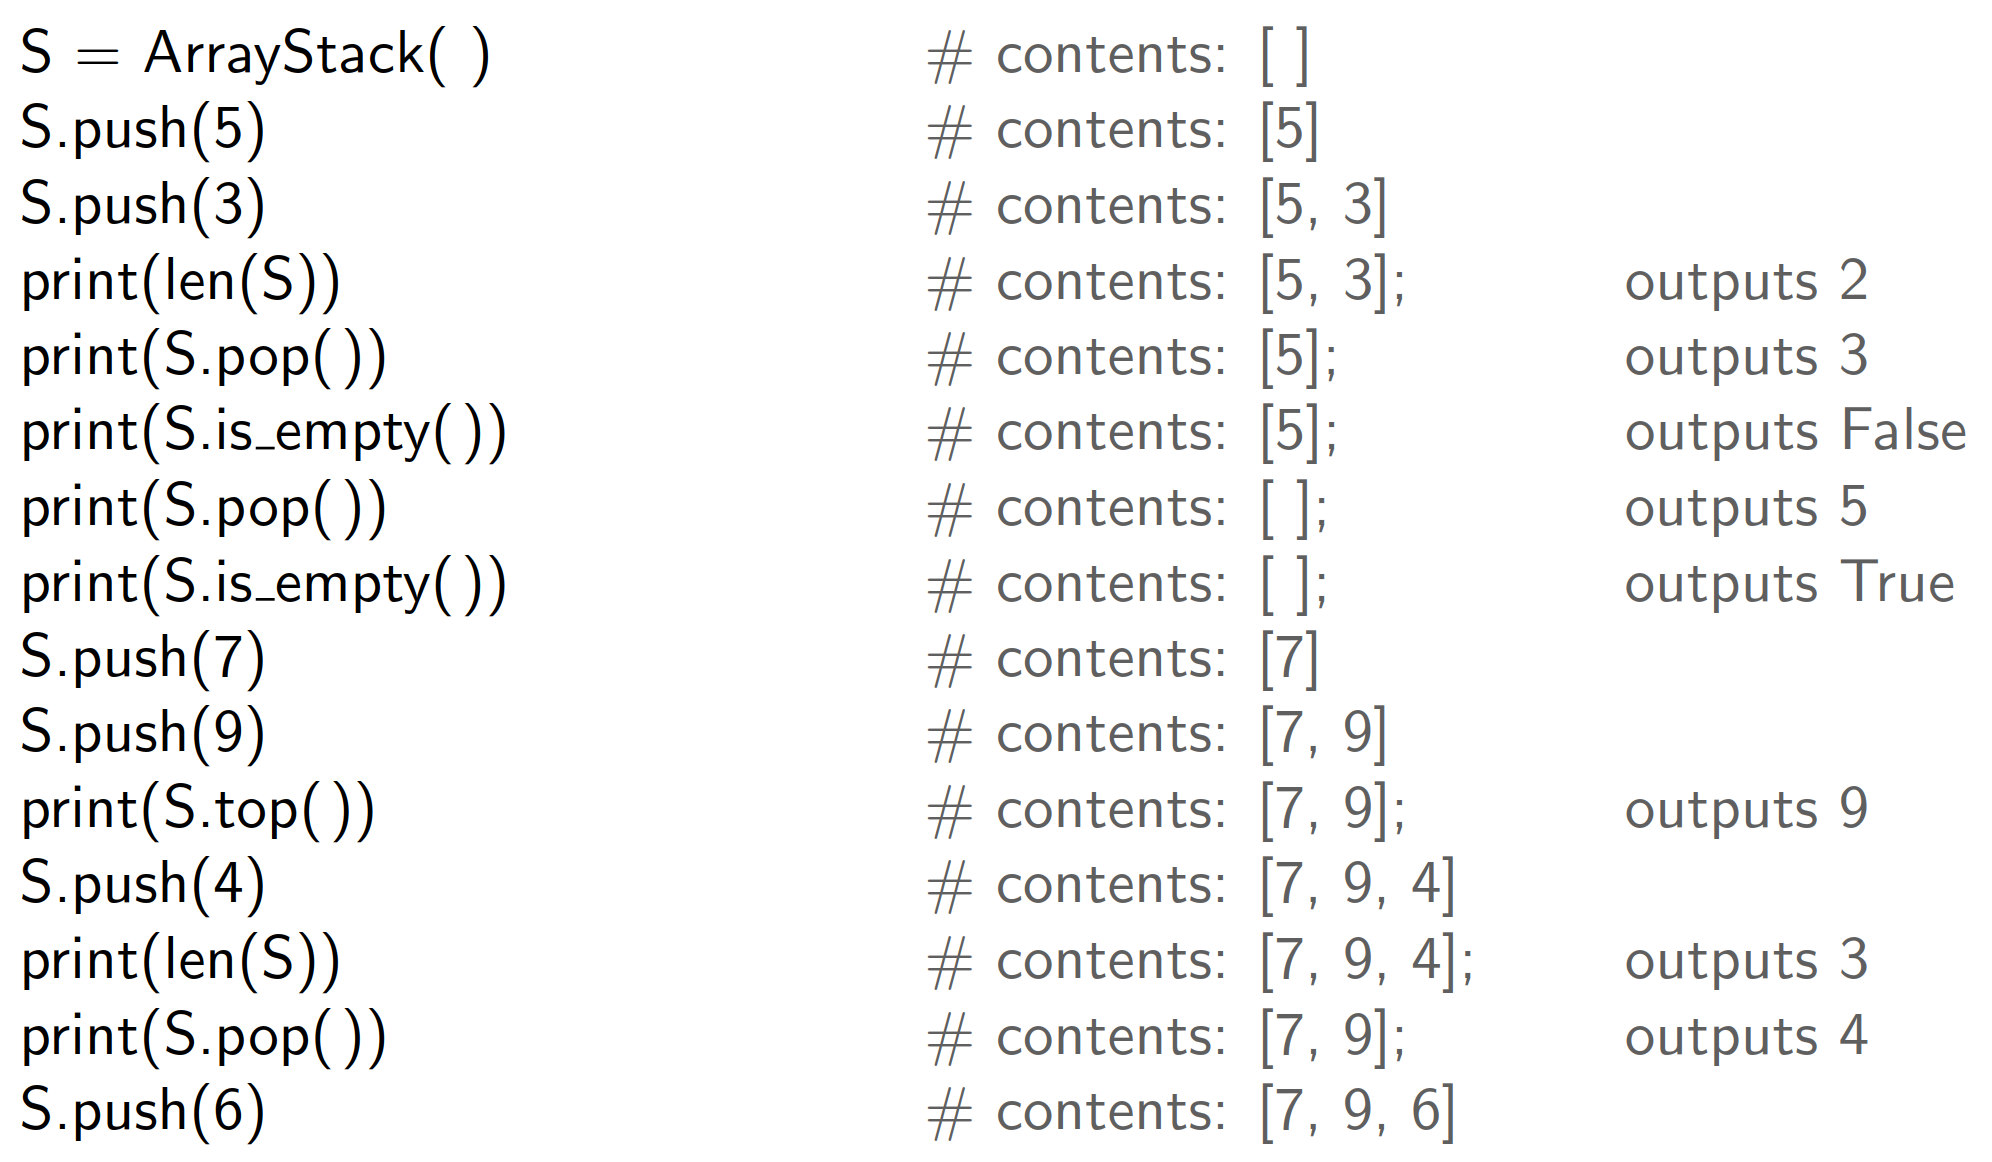 S = ArrayStack( ) # contents: [ ]
S.push(5) # contents: [5]
S.push(3) # contents: [5, 3]
print(len(S)) # contents: [5, 3]; outputs 2
print(S.pop( )) # contents: [5]; outputs 3
print(S.is_empty( )) # contents: [5]; outputs False
print(S.pop( )) # contents: [ ]; outputs 5
print(S.is_empty( )) # contents: [ ]; outputs True
S.push(7) # contents: [7]
S.push(9) # contents: [7, 9]
print(S.top( )) # contents: [7, 9]; outputs 9
S.push(4) # contents: [7, 9, 4]
print(len(S)) # contents: [7, 9, 4]; outputs 3
print(S.pop( )) # contents: [7, 9]; outputs 4
S.push(6) # contents: [7, 9, 6]